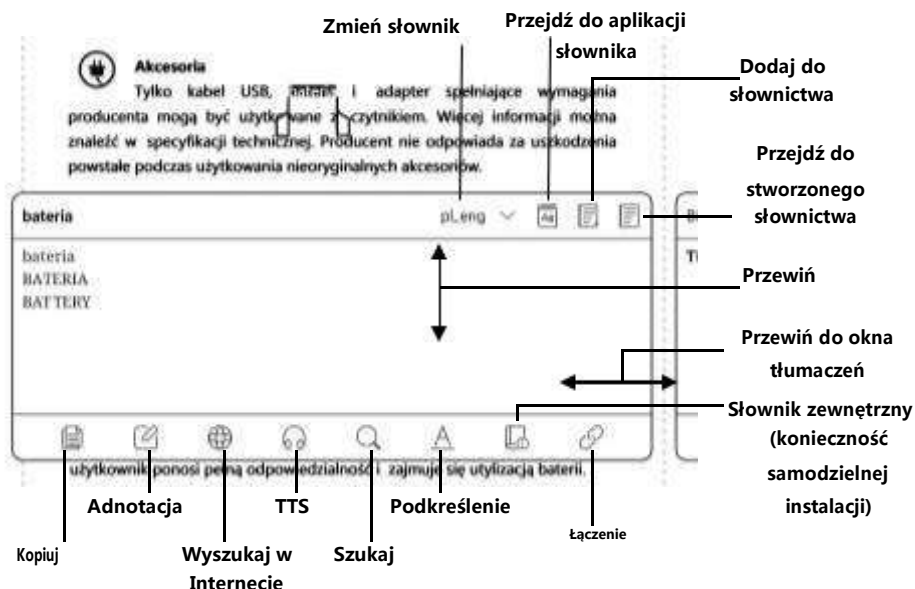 Zmień słownik
Przejdź do aplikacji
słownika
Akcesoria
Tylko kabel USB, i adapter spełniające wymagania
producenta mogą być użytkowane z czytnikiem. Więcej informacji można
znaleźć w specyfikacji technicznej. Producent nie odpowiada za uszkodzenia
powstałe podczas użytkowania nieoryginalnych akcesoriów.
Dodaj do
słownictwa
Przejdź do
stworzonego
słownictwa
bateria
pl_eng
Ag
bateria
BATERIA
BATTERY
Przewiń
Przewiń do okna
tłumaczeń
Słownik zewnętrzny
(konieczność
samodzielnej
instalacji)
użytkownik ponosi pełną odpowiedzialność i zajmuje się utylizacją baterii.
Adnotacja
TTS
Podkreślenie
Łączenie
Kopiuj
Wyszukaj w
Internecie
Szukaj